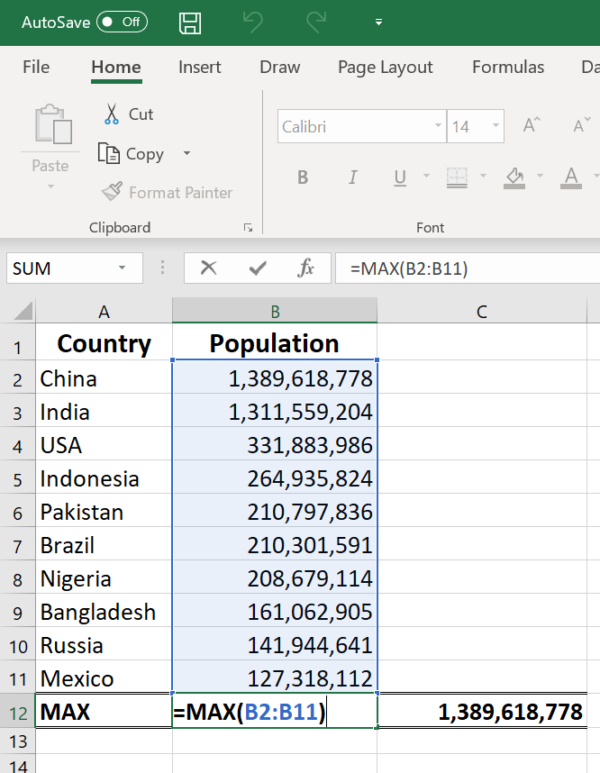 AutoSave Off
File Home Insert Draw Page Layout Formulas Da
Paste
Cut
Copy
Format Painter
Clipboard
Calibri 14 A A
B I U A
Font
SUM fx =MAX(B2:B11)
A B C
1 Country Population
2 China 1,389,618,778
3 India 1,311,559,204
4 USA 331,883,986
5 Indonesia 264,935,824
6 Pakistan 210,797,836
7 Brazil 210,301,591
8 Nigeria 208,679,114
9 Bangladesh 161,062,905
10 Russia 141,944,641
11 Mexico 127,318,112
12 MAX =MAX(B2:B11) 1,389,618,778
13
14